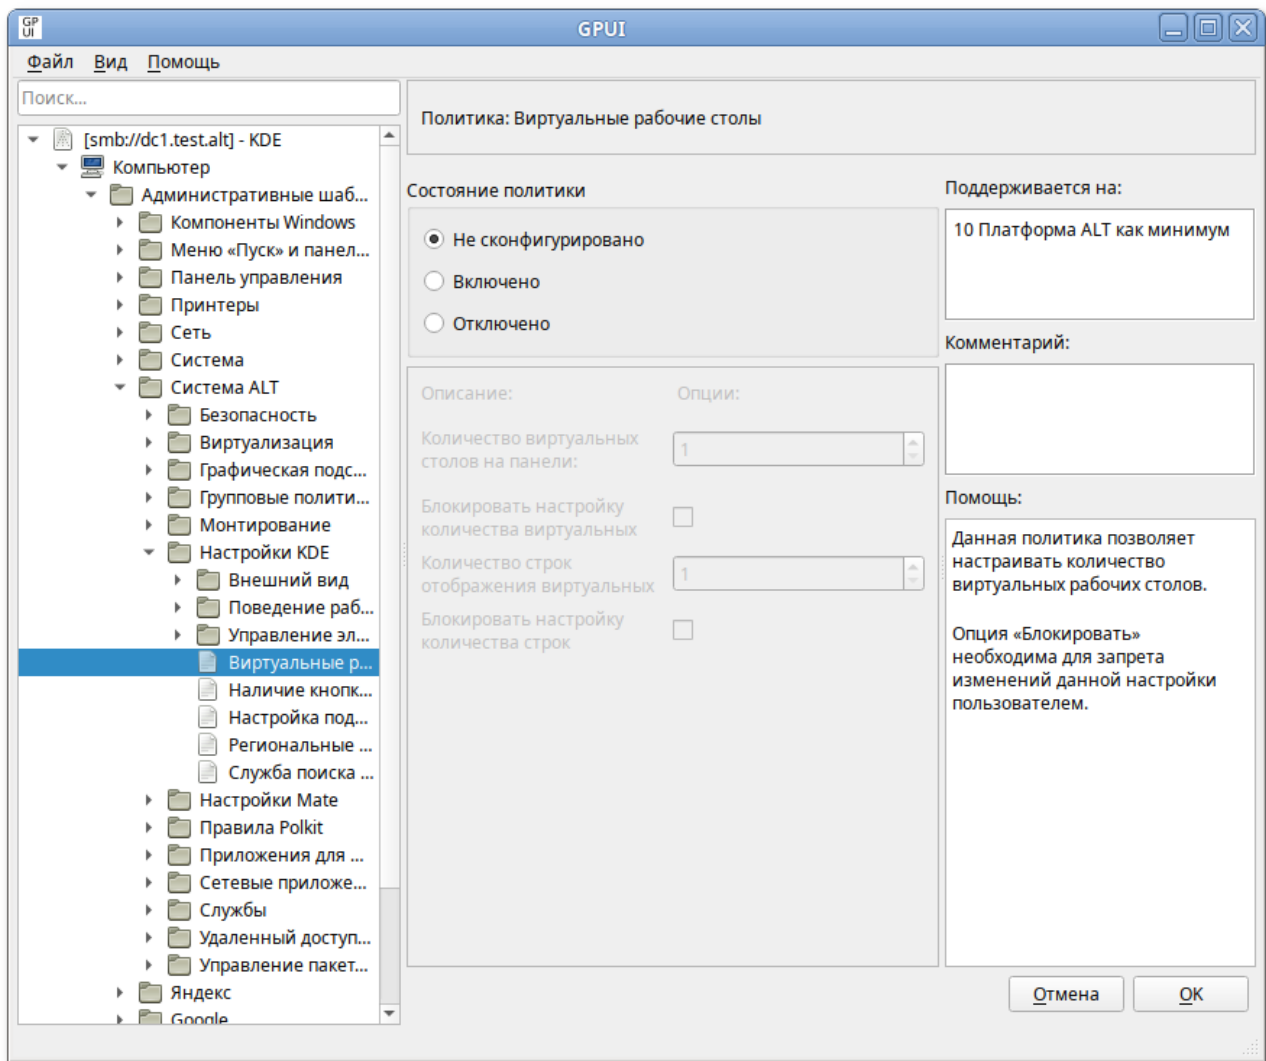 GP
UI
GPUI
Файл Вид Помощь
Поиск...
[smb://dc1.test.alt] - KDE
Компьютер
Административные шаб...
Компоненты Windows
Меню «Пуск» и панел...
Панель управления
Принтеры
Сеть
Система
Система ALT
Безопасность
Виртуализация
Графическая подс...
Групповые полити...
Монтирование
Настройки KDE
Внешний вид
Поведение раб...
Управление эл...
Виртуальные р...
Наличие кнопк...
Настройка под...
Региональные ...
Служба поиска ...
Настройки Mate
Правила Polkit
Приложения для ...
Сетевые приложе...
Службы
Удаленный доступ...
Управление пакет...
Яндекс
Google
Политика: Виртуальные рабочие столы
Состояние политики
Не сконфигурировано
Включено
Отключено
Описание: Опции:
Количество виртуальных
столов на панели:
1
Блокировать настройку
количества виртуальных
Количество строк
отображения виртуальных
1
Блокировать настройку
количества строк
Поддерживается на:
10 Платформа ALT как минимум
Комментарий:
Помощь:
Данная политика позволяет
настраивать количество
виртуальных рабочих столов.
Опция «Блокировать»
необходима для запрета
изменений данной настройки
пользователем.
Отмена OK